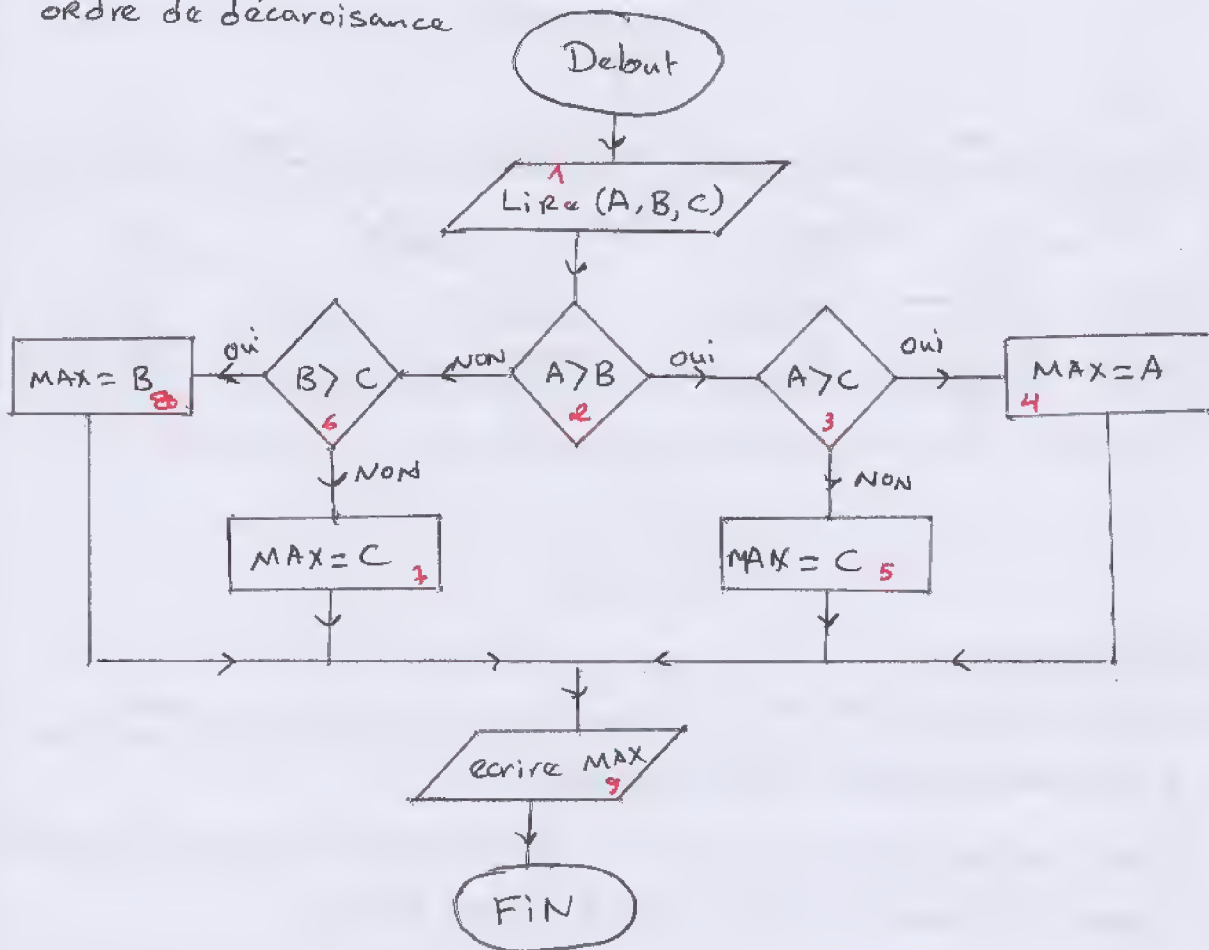 ordre de décaroisance
Debout
1
Lire (A, B, C)
MAX = B
8
oui
B > C
6
NON
A > B
2
oui
A > C
3
oui
MAX = A
4
NON
NON
MAX = C
7
MAX = C
5
ecrire MAX
9
FiN